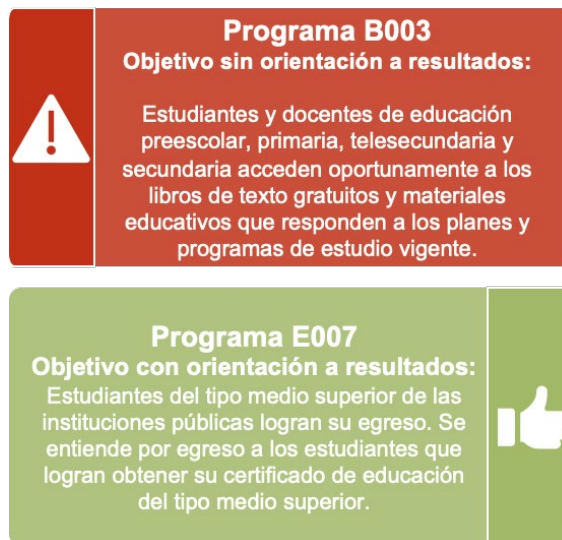 Programa B003
Objetivo sin orientación a resultados:
Estudiantes y docentes de educación
preescolar, primaria, telesecundaria y
secundaria acceden oportunamente a los
libros de texto gratuitos y materiales
educativos que responden a los planes y
programas de estudio vigente.
Programa E007
Objetivo con orientación a resultados:
Estudiantes del tipo medio superior de las
instituciones públicas logran su egreso. Se
entiende por egreso a los estudiantes que
logran obtener su certificado de educación
del tipo medio superior.